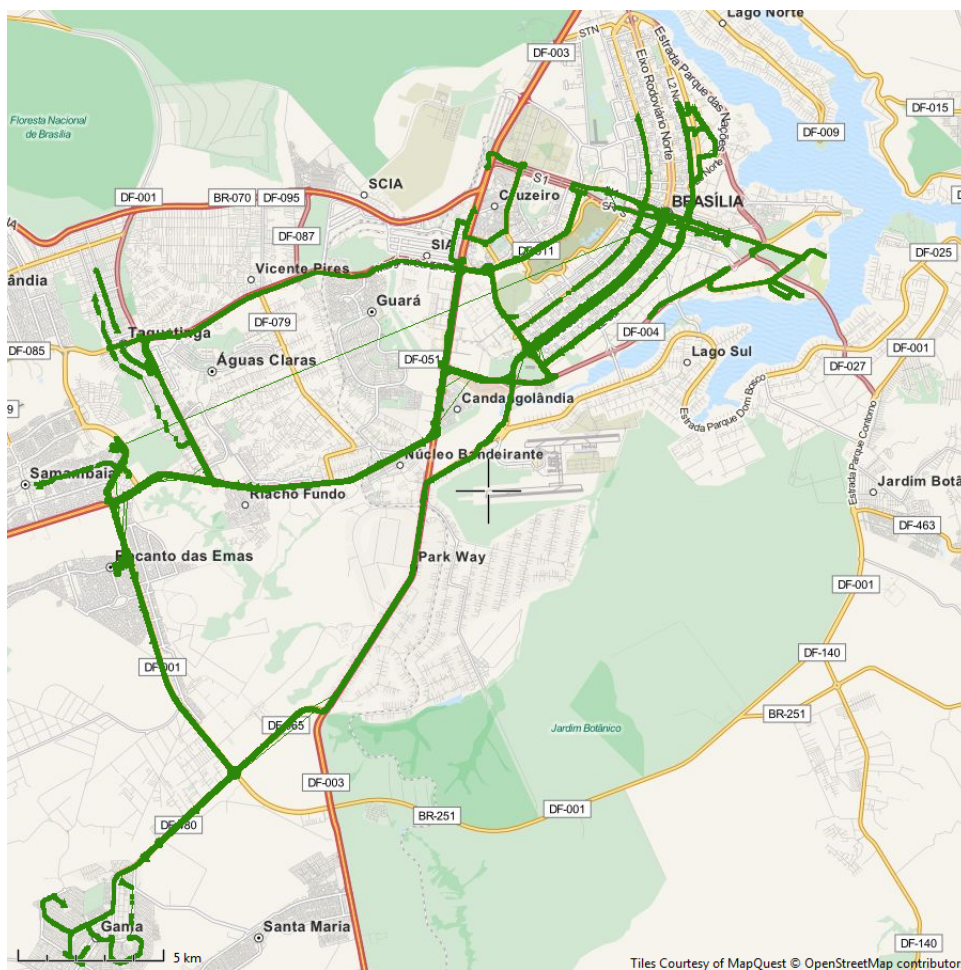 Lago Norte
DF-003
STN
Eixo Rodoviário Norte
L2 Norte
Estrada Parque das Nações
DF-015
Floresta Nacional
de Brasília
DF-009
SCIA
DF-001
BR-070
DF-095
S1
Cruzeiro
BRASÍLIA
DF-087
SIA
DF-011
DF-025
Vicente Pires
lândia
Guará
DF-079
Taguatinga
DF-004
DF-001
DF-085
Águas Claras
DF-051
Lago Sul
DF-027
Candangolândia
Estrada Parque Dom Bosco
Estrada Parque Contorno
Núcleo Bandeirante
Samambaia
Riacho Fundo
Jardim Botâ
DF-463
Recanto das Emas
Park Way
DF-001
DF-140
DF-001
DF-065
BR-251
Jardim Botânico
DF-003
BR-251
DF-001
DF-480
Gama
Santa Maria
DF-140
5 km
Tiles Courtesy of MapQuest © OpenStreetMap contributor